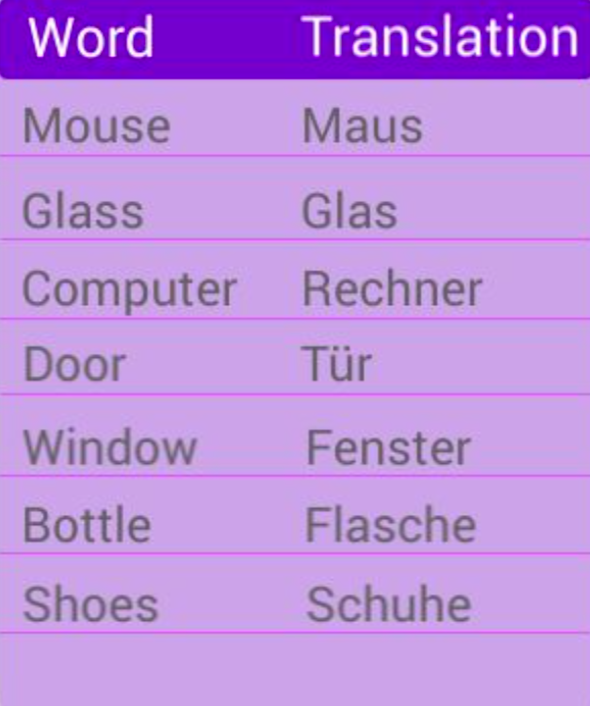 Word Translation
Mouse Maus
Glass Glas
Computer Rechner
Door Tür
Window Fenster
Bottle Flasche
Shoes Schuhe